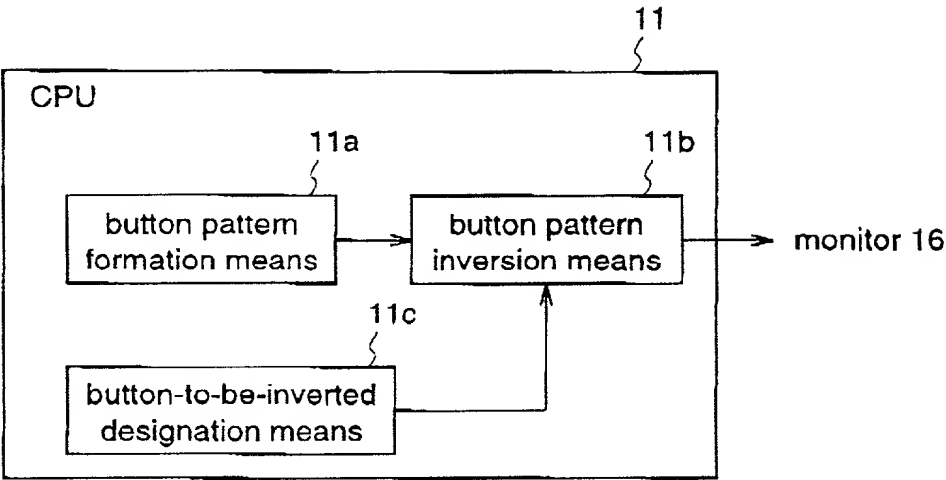 11
CPU
11a
11b
button pattern
formation means
button pattern
inversion means
monitor 16
11c
button-to-be-inverted
designation means